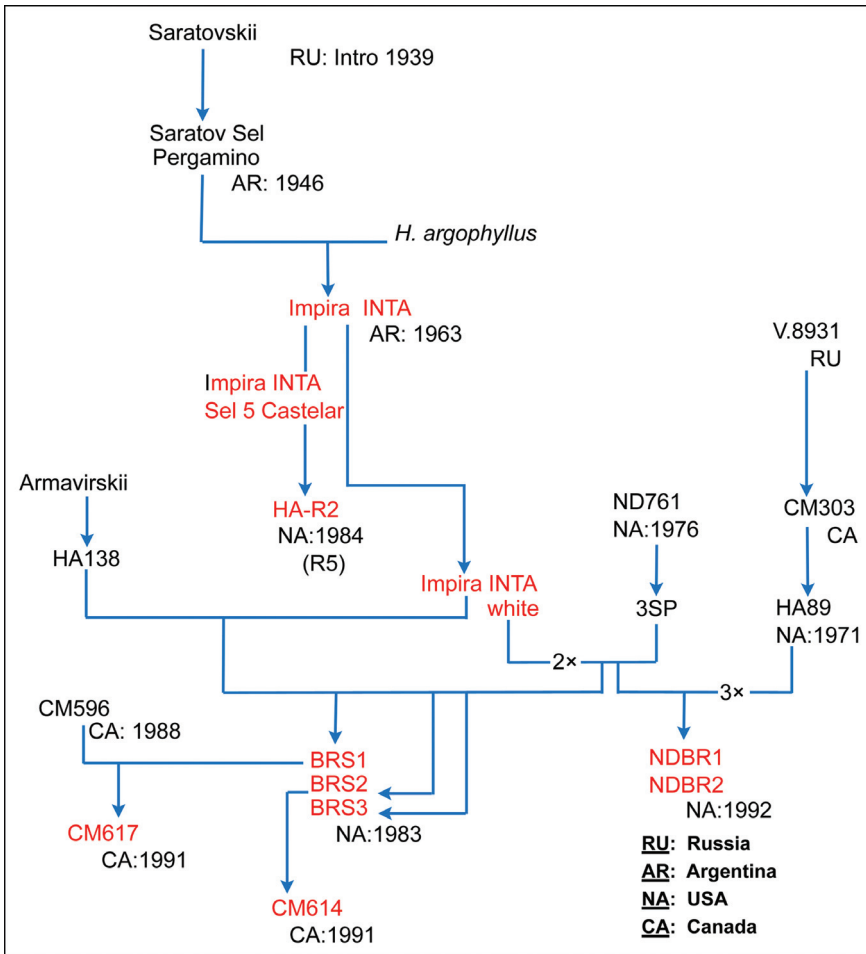 Saratovskii
RU: Intro 1939
Saratov Sel
Pergamino
AR: 1946
H. argophyllus
Impira INTA
AR: 1963
V.8931
RU
Impira INTA
Sel 5 Castelar
Armavirskii
HA138
HA-R2
NA:1984
(R5)
ND761
NA:1976
CM303
CA
Impira INTA
white
3SP
HA89
NA:1971
2×
3×
CM596
CA: 1988
BRS1
BRS2
BRS3
NA:1983
NDBR1
NDBR2
NA:1992
CM617
CA:1991
CM614
CA:1991
RU: Russia
AR: Argentina
NA: USA
CA: Canada